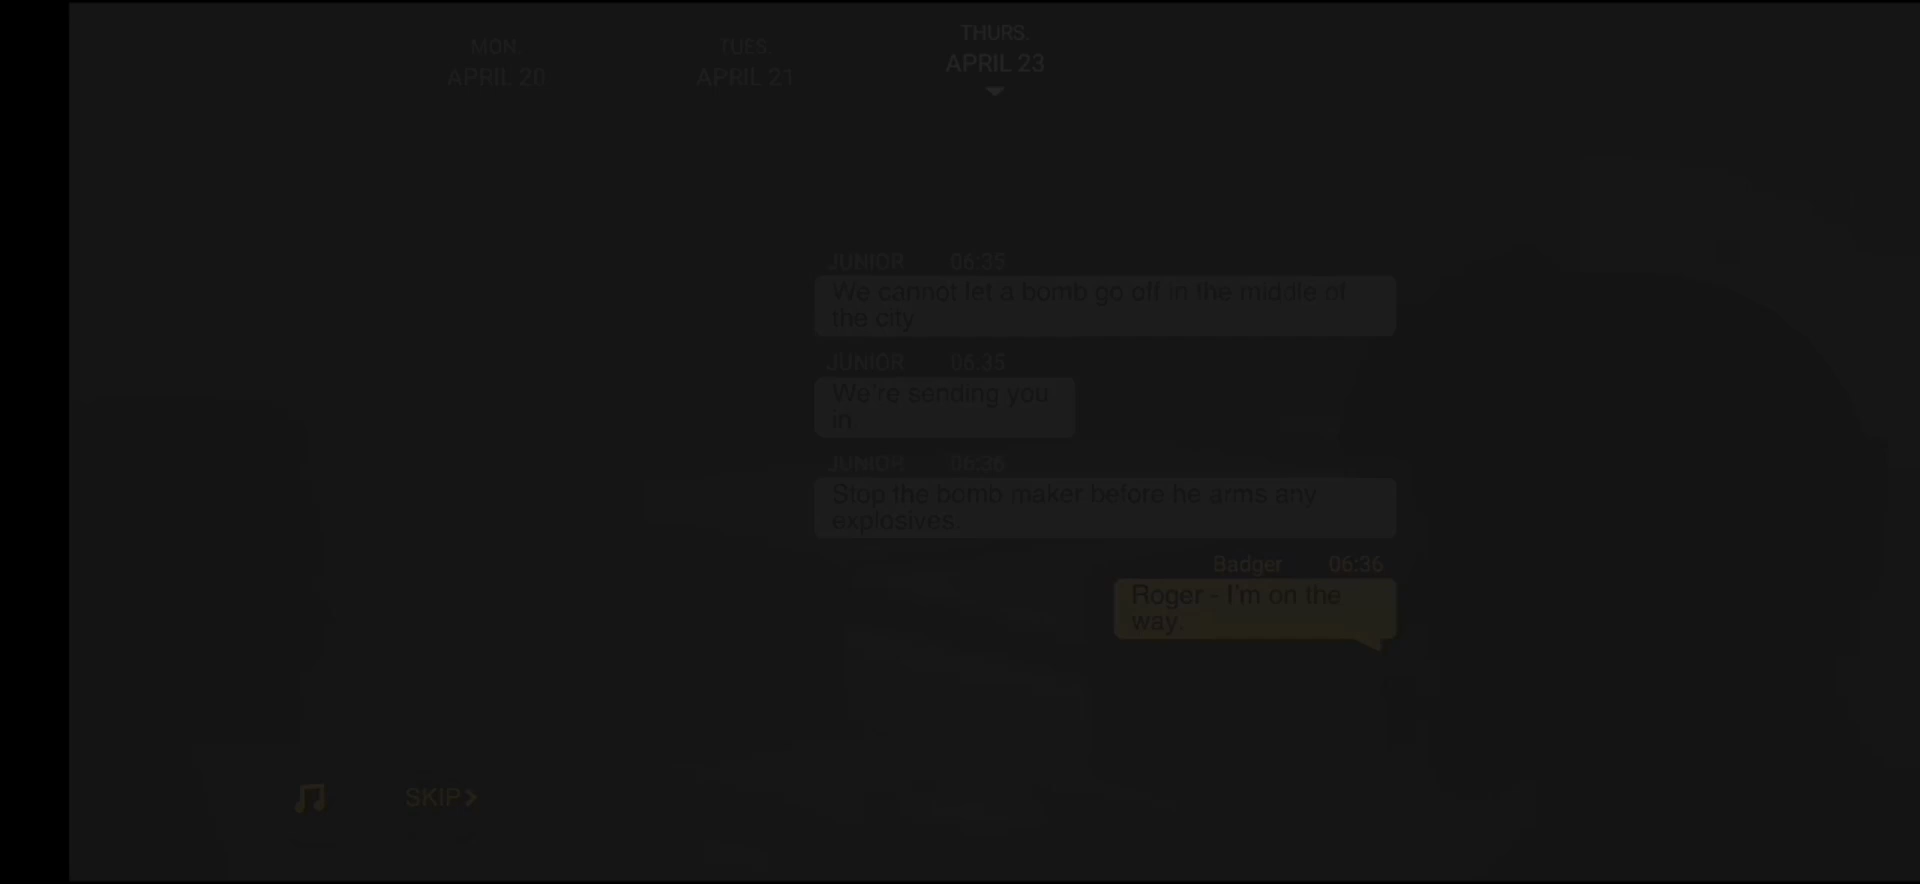 MON.
APRIL 20
TUES.
APRIL 21
THURS.
APRIL 23
JUNIOR 06:35
We cannot let a bomb go off in the middle of
the city
JUNIOR 06:35
We're sending you
in
JUNIOR 06:36
Stop the bomb maker before he arms any
explosives.
Badger 06:36
Roger - I'm on the
way.
SKIP>